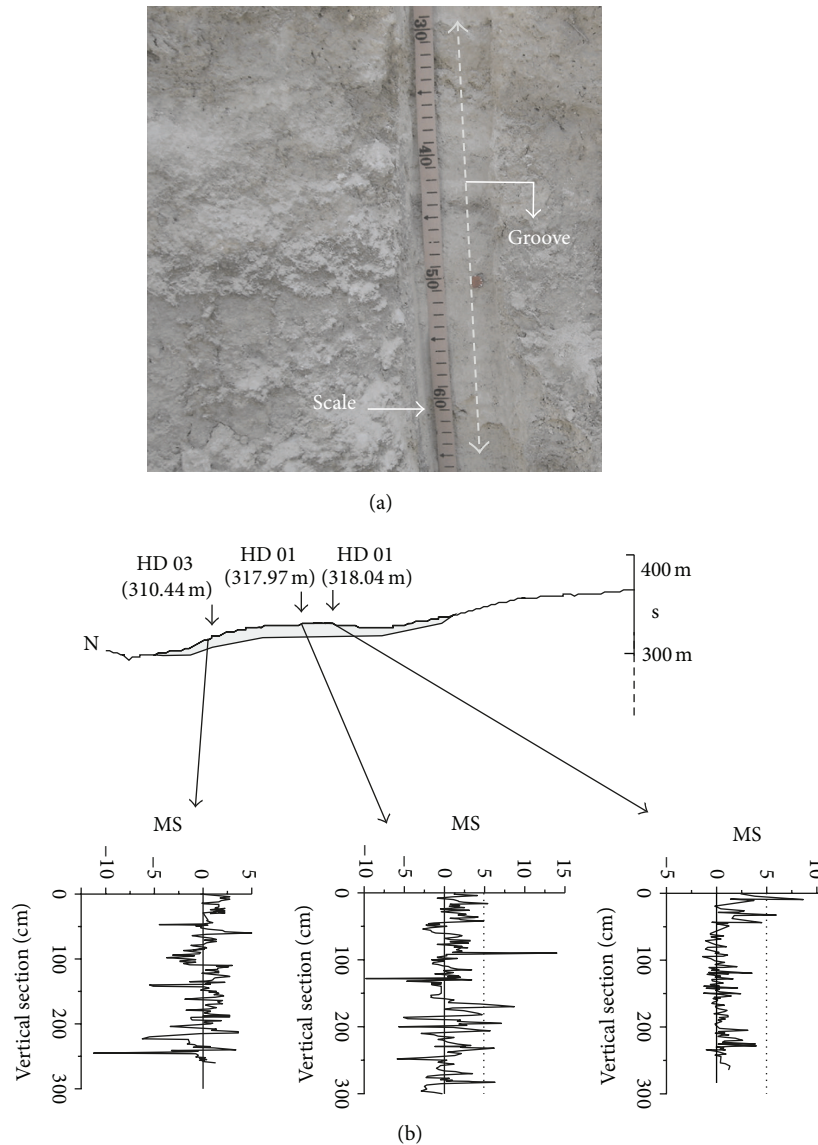 30
40
Groove
50
Scale
60
(a)
HD 03
(310.44 m)
HD 01
(317.97 m)
HD 01
(318.04 m)
400 m
s
300 m
N
MS
−10
−5
0
5
0
100
200
300
Vertical section (cm)
MS
−10
−5
0
5
10
15
0
100
200
300
Vertical section (cm)
MS
−5
0
5
10
0
100
200
300
Vertical section (cm)
(b)